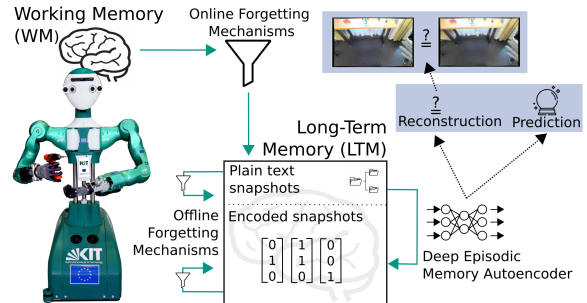 Working Memory
(WM)
Online Forgetting
Mechanisms
?
=
?
=
Reconstruction
Prediction
Long-Term
Memory (LTM)
Plain text
snapshots
Encoded snapshots
0 1 0
1 1 0
0 0 1
Offline
Forgetting
Mechanisms
Deep Episodic
Memory Autoencoder
KIT
KIT